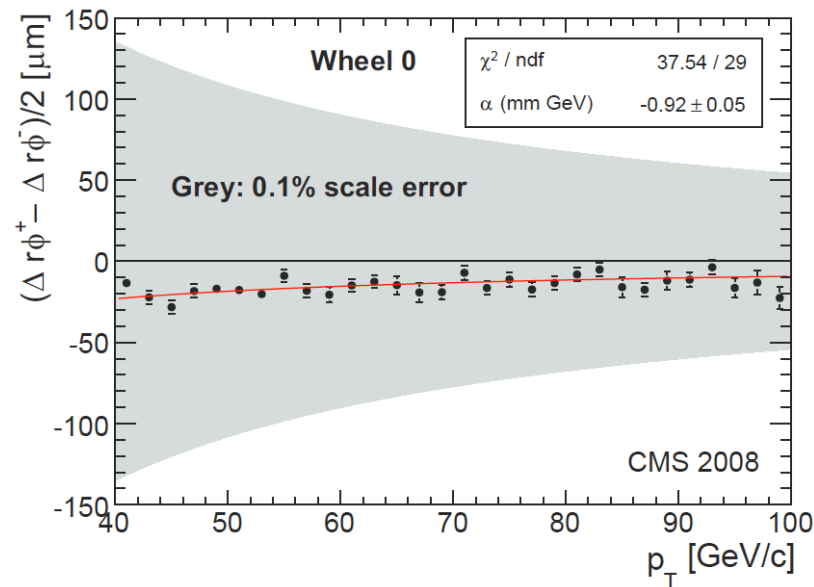 (Δ rϕ⁺ − Δ rϕ⁻)/2 [μm]
150
100
50
0
-50
-100
-150
Wheel 0
χ² / ndf 37.54 / 29
α (mm GeV) -0.92 ± 0.05
Grey: 0.1% scale error
CMS 2008
40 50 60 70 80 90 100
p_T [GeV/c]